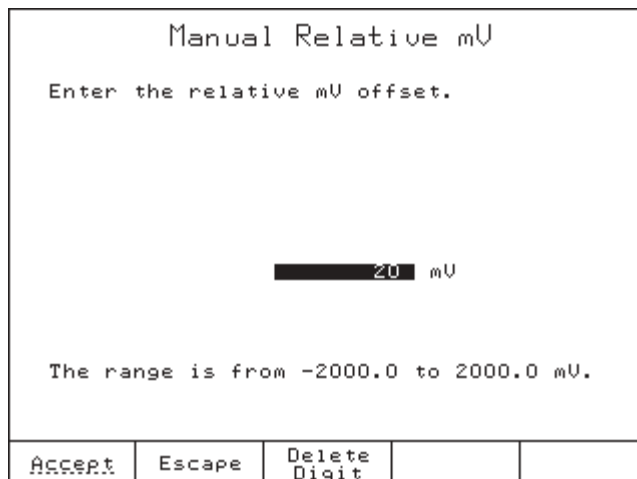 Manual Relative mV
Enter the relative mV offset.
20 mV
The range is from -2000.0 to 2000.0 mV.
Accept Escape Delete Digit